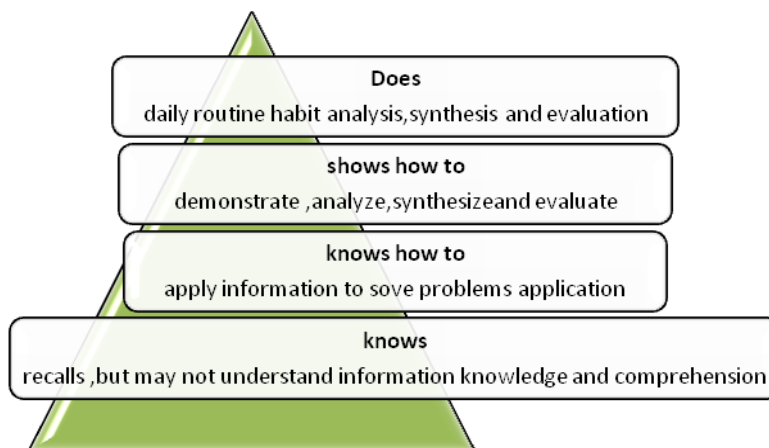 Does
daily routine habit analysis,synthesis and evaluation
shows how to
demonstrate ,analyze,synthesizeand evaluate
knows how to
apply information to sove problems application
knows
recalls ,but may not understand information knowledge and comprehension